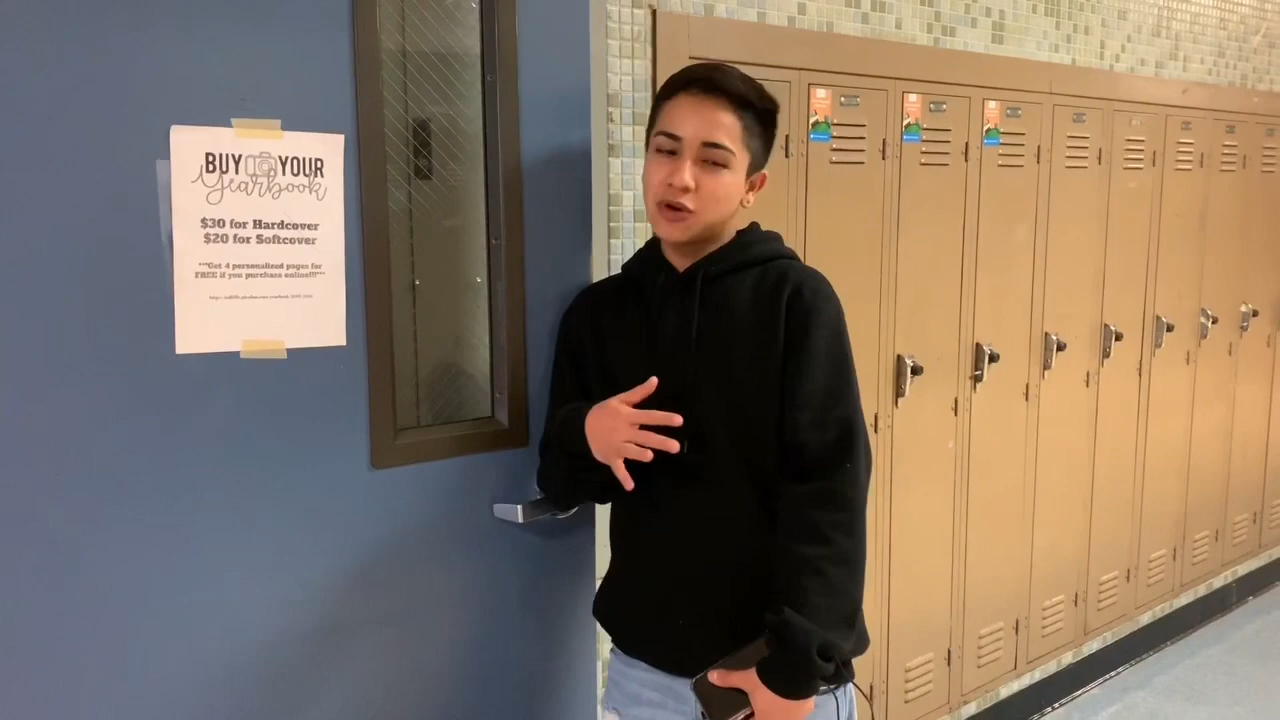 BUY YOUR
Yearbook
$30 for Hardcover
$20 for Softcover
***Get 4 personalized pages for
FREE if you purchase online!!!***